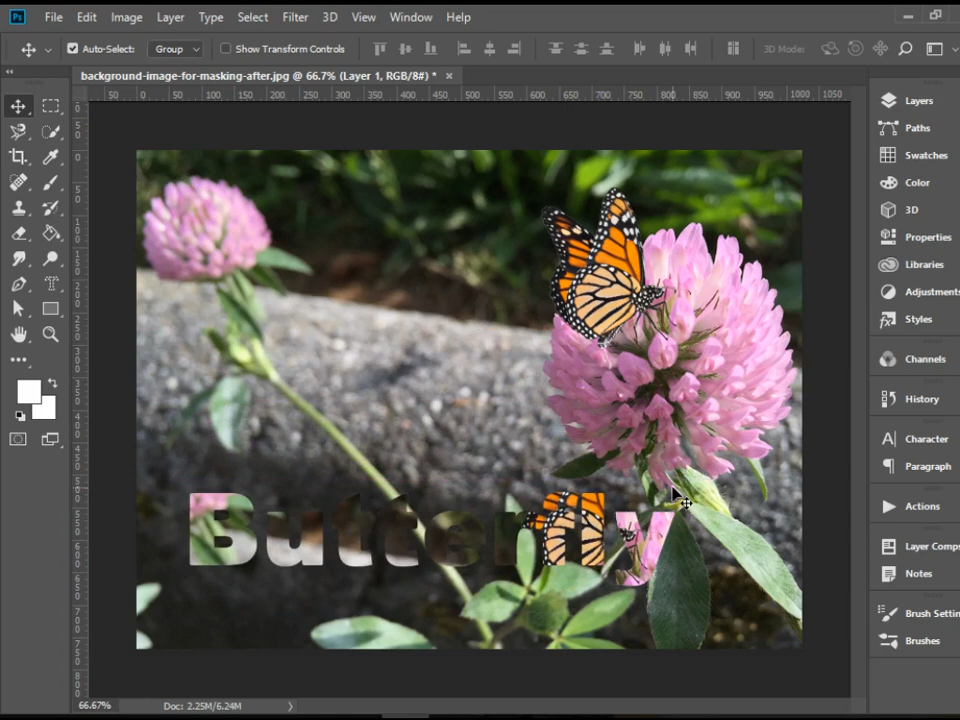 Ps File Edit Image Layer Type Select Filter 3D View Window Help
Auto-Select: Group Show Transform Controls 3D Mode:
background-image-for-masking-after.jpg @ 66.7% (Layer 1, RGB/8#) * ×
50 0 50 100 150 200 250 300 350 400 450 500 550 600 650 700 750 800 850 900 950 1000 1050
Layers
Paths
Swatches
Color
3D
Properties
Libraries
Adjustments
Styles
Channels
History
Character
Paragraph
Actions
Layer Comps
Notes
Brush Settin
Brushes
Butterfly
66.67% Doc: 2.25M/6.24M